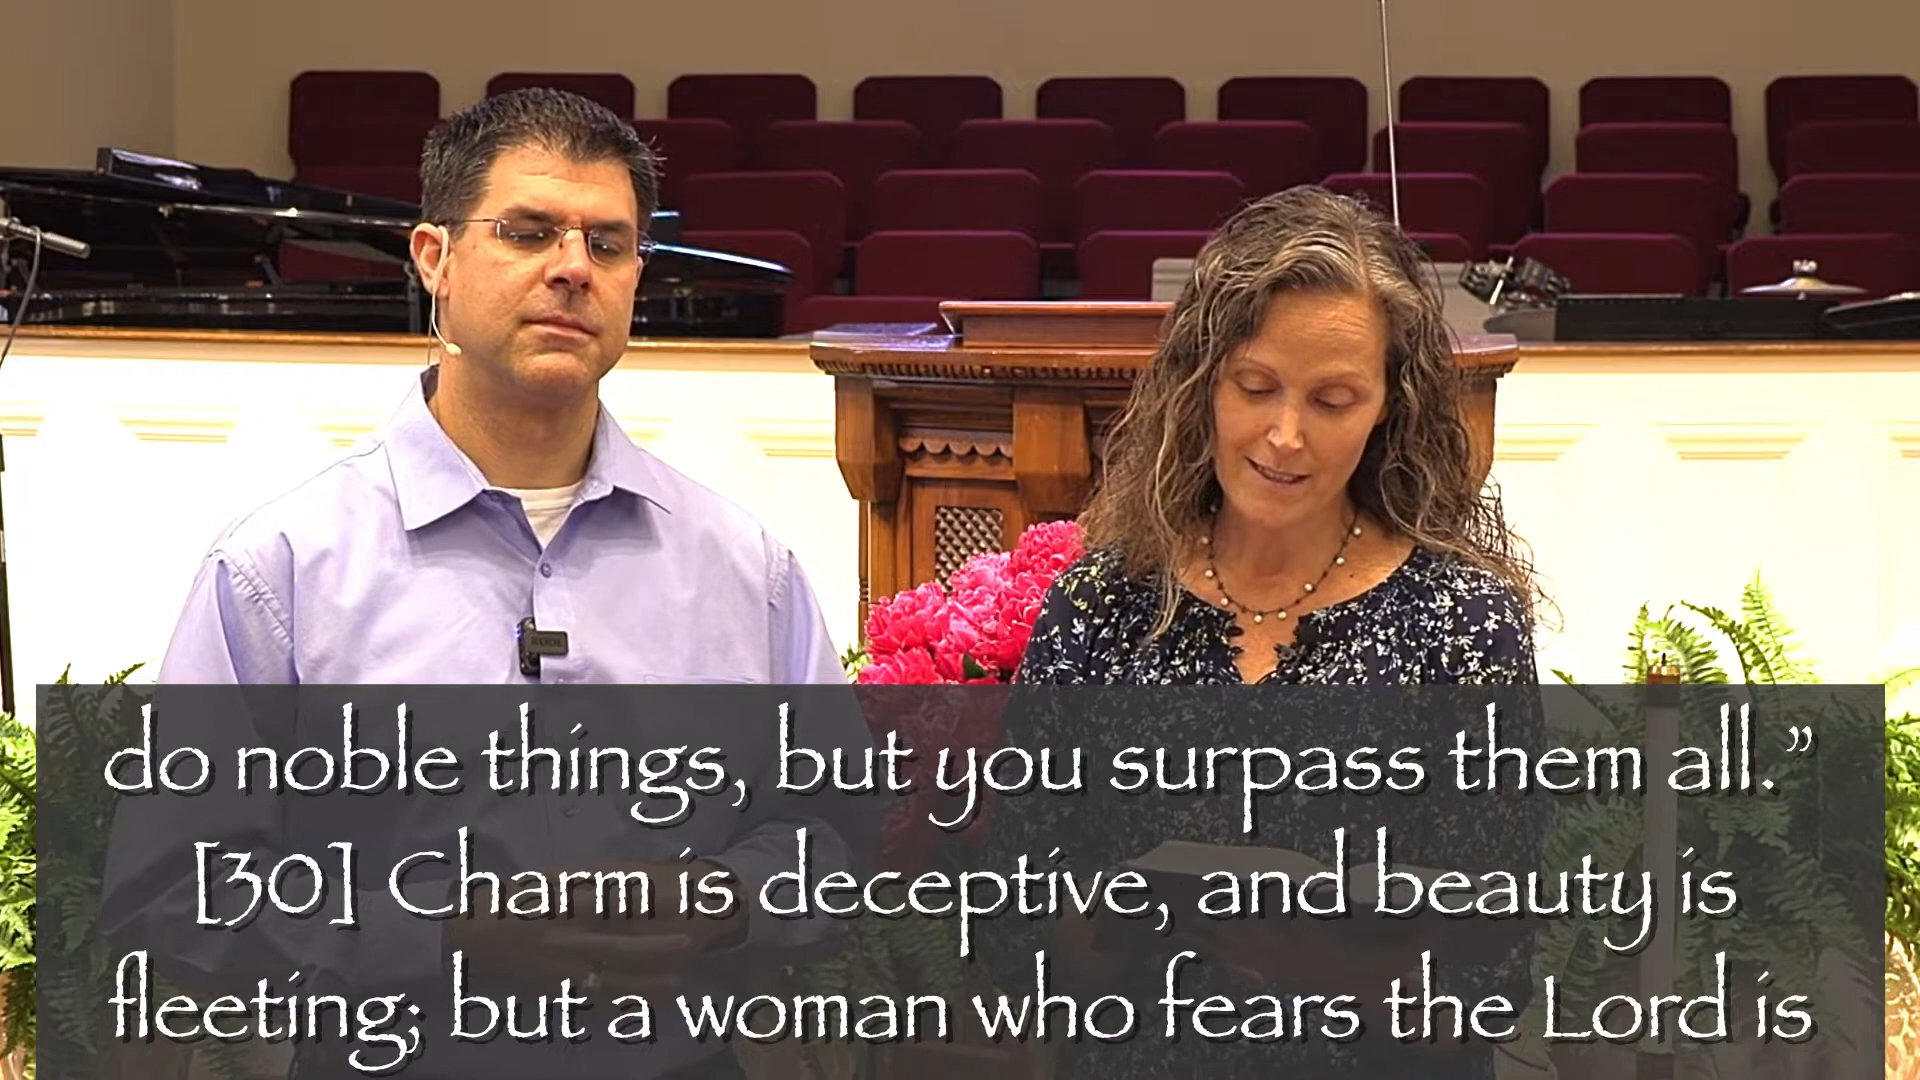 do noble things, but you surpass them all.”
[30] Charm is deceptive, and beauty is
fleeting; but a woman who fears the Lord is